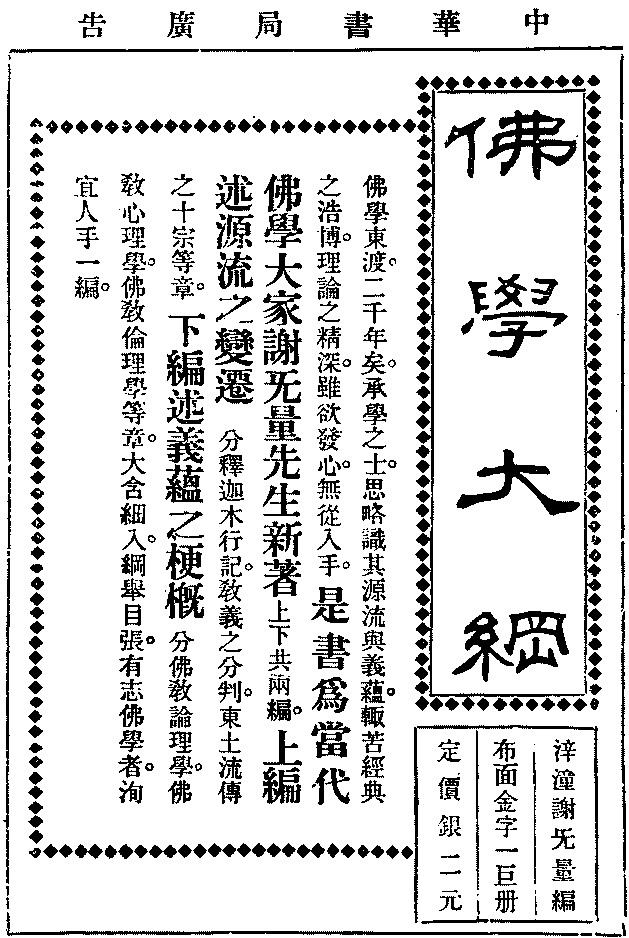 中華書局廣告
佛學大綱
梓潼謝旡量編
布面金字一巨册
定價銀二元
佛學東渡。二千年矣。承學之士。思略識其源流與義蘊。輒苦經典
之浩博。理論之精深。雖欲發心。無從入手。是書爲當代
佛學大家謝旡量先生新著上下共兩編。上編
述源流之變遷 分釋迦木行記。敎義之分判。東土流傳
之十宗等章。下編述義蘊之梗槪 分佛敎論理學。佛
敎心理學。佛敎倫理學等章。大含細入。綱舉目張。有志佛學者。洵
宜人手一編。